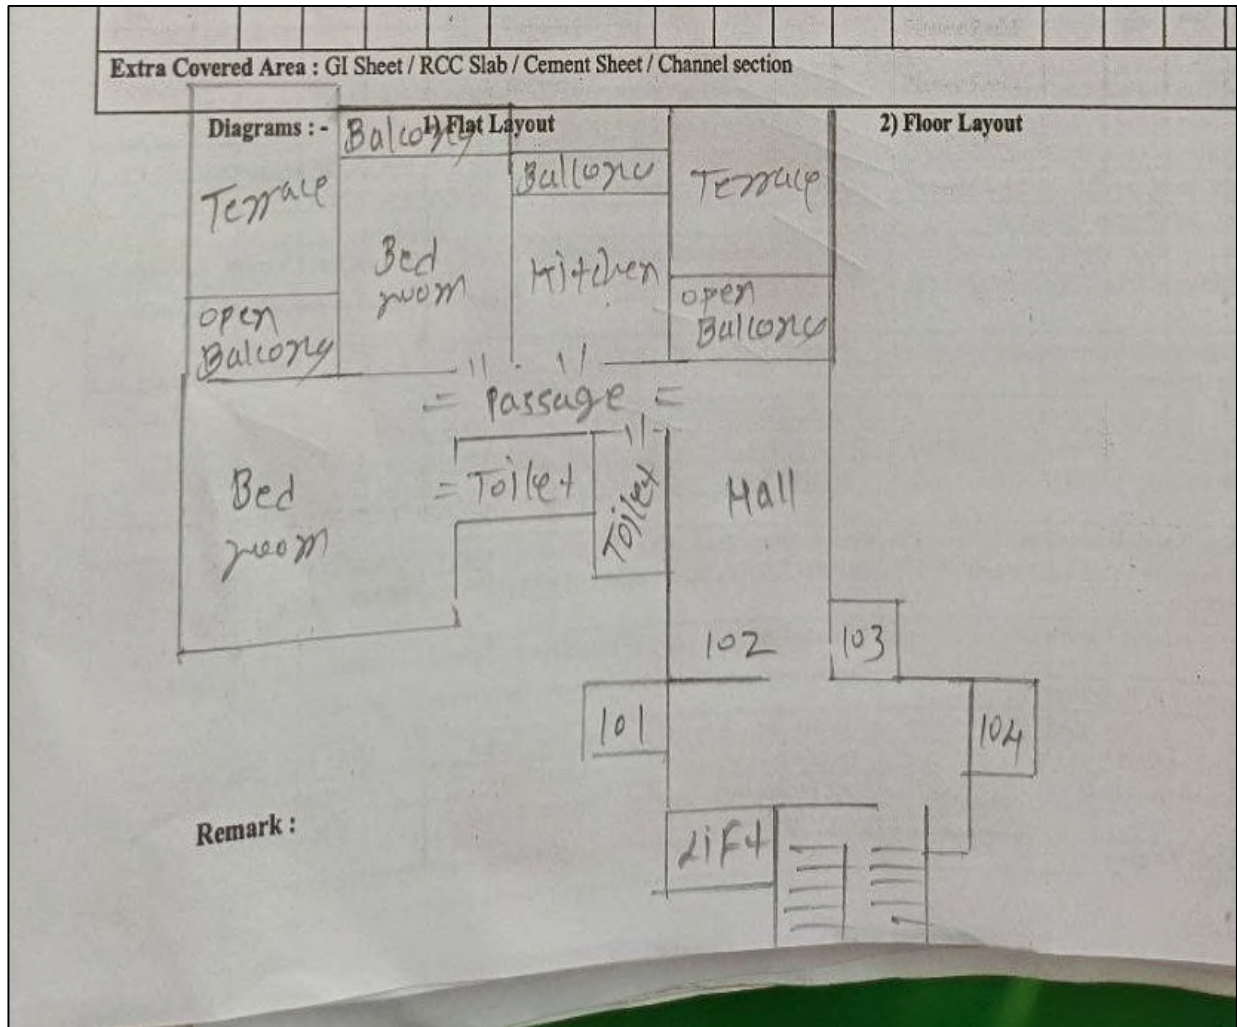 Extra Covered Area : GI Sheet / RCC Slab / Cement Sheet / Channel section
Diagrams : -
1) Flat Layout
2) Floor Layout
Balcony
Balcony
Terrace
Terrace
Bed
room
Kitchen
open
Balcony
open
Balcony
= Passage =
Bed
room
= Toilet
Toilet
Hall
102
103
101
104
Remark :
LiFt